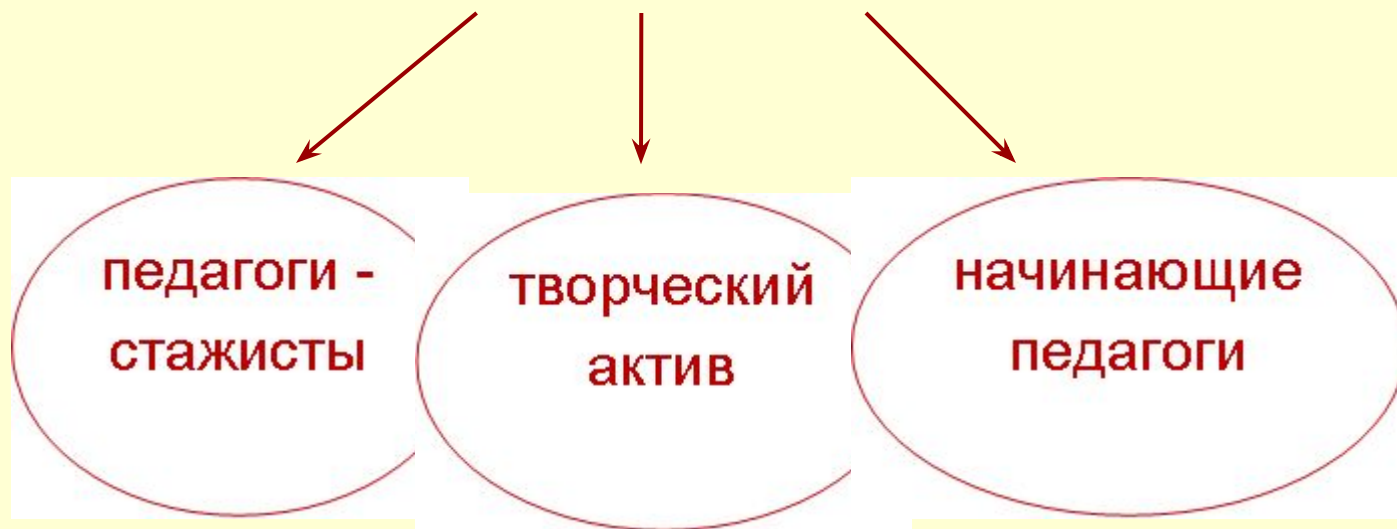 педагоги -
стажисты
творческий
актив
начинающие
педагоги